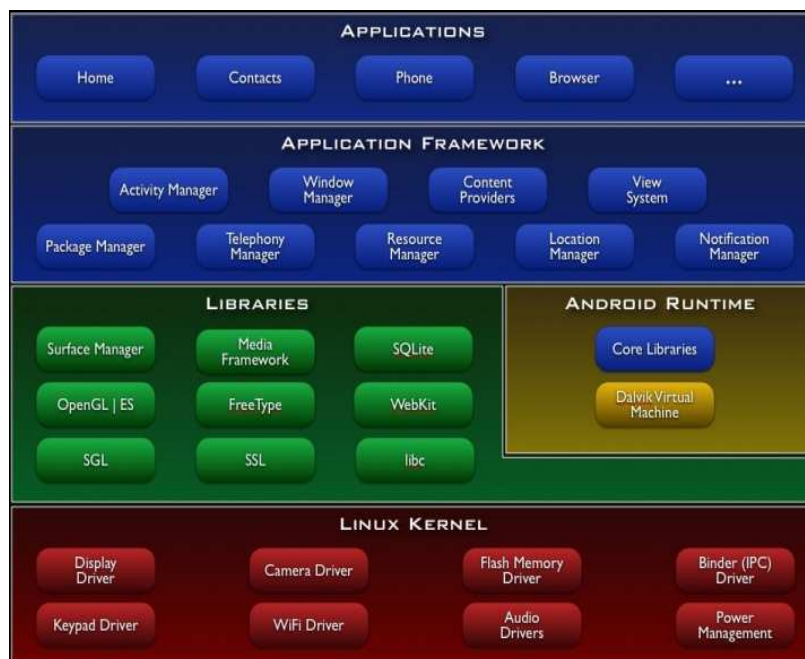 APPLICATIONS
Home
Contacts
Phone
Browser
...
APPLICATION FRAMEWORK
Activity Manager
Window
Manager
Content
Providers
View
System
Package Manager
Telephony
Manager
Resource
Manager
Location
Manager
Notification
Manager
LIBRARIES
Surface Manager
Media
Framework
SQLite
OpenGL | ES
FreeType
WebKit
SGL
SSL
libc
ANDROID RUNTIME
Core Libraries
Dalvik Virtual
Machine
LINUX KERNEL
Display
Driver
Camera Driver
Flash Memory
Driver
Binder (IPC)
Driver
Keypad Driver
WiFi Driver
Audio
Drivers
Power
Management